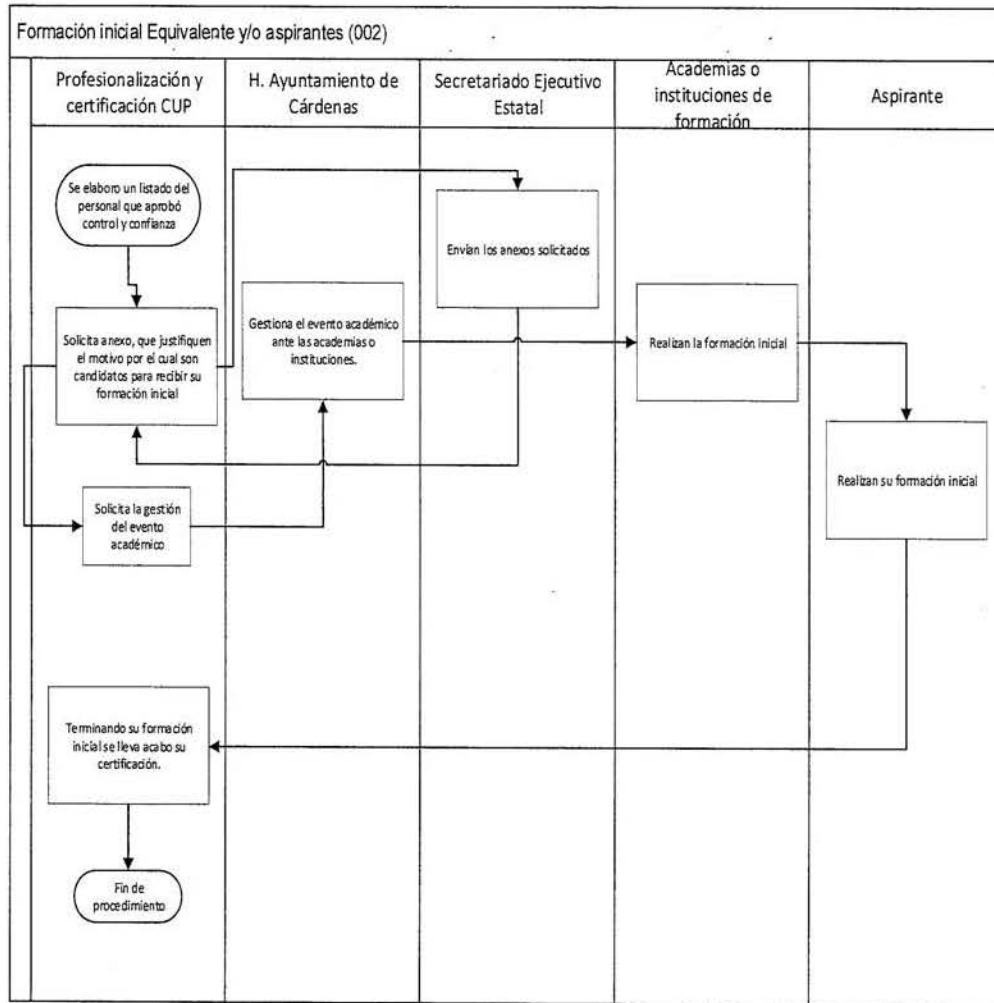 Formación inicial Equivalente y/o aspirantes (002)
Profesionalización y
certificación CUP
H. Ayuntamiento de
Cárdenas
Secretariado Ejecutivo
Estatal
Academias o
instituciones de
formación
Aspirante
Se elaboro un listado del
personal que aprobó
control y confianza
Envían los anexos solicitados
Solicita anexo, que justifiquen
el motivo por el cual son
candidatos para recibir su
formación inicial
Gestiona el evento académico
ante las academias o
instituciones.
Realizan la formación inicial
Realizan su formación inicial
Solicita la gestión
del evento
académico
Terminando su formación
inicial se lleva acabo su
certificación.
Fin de
procedimiento